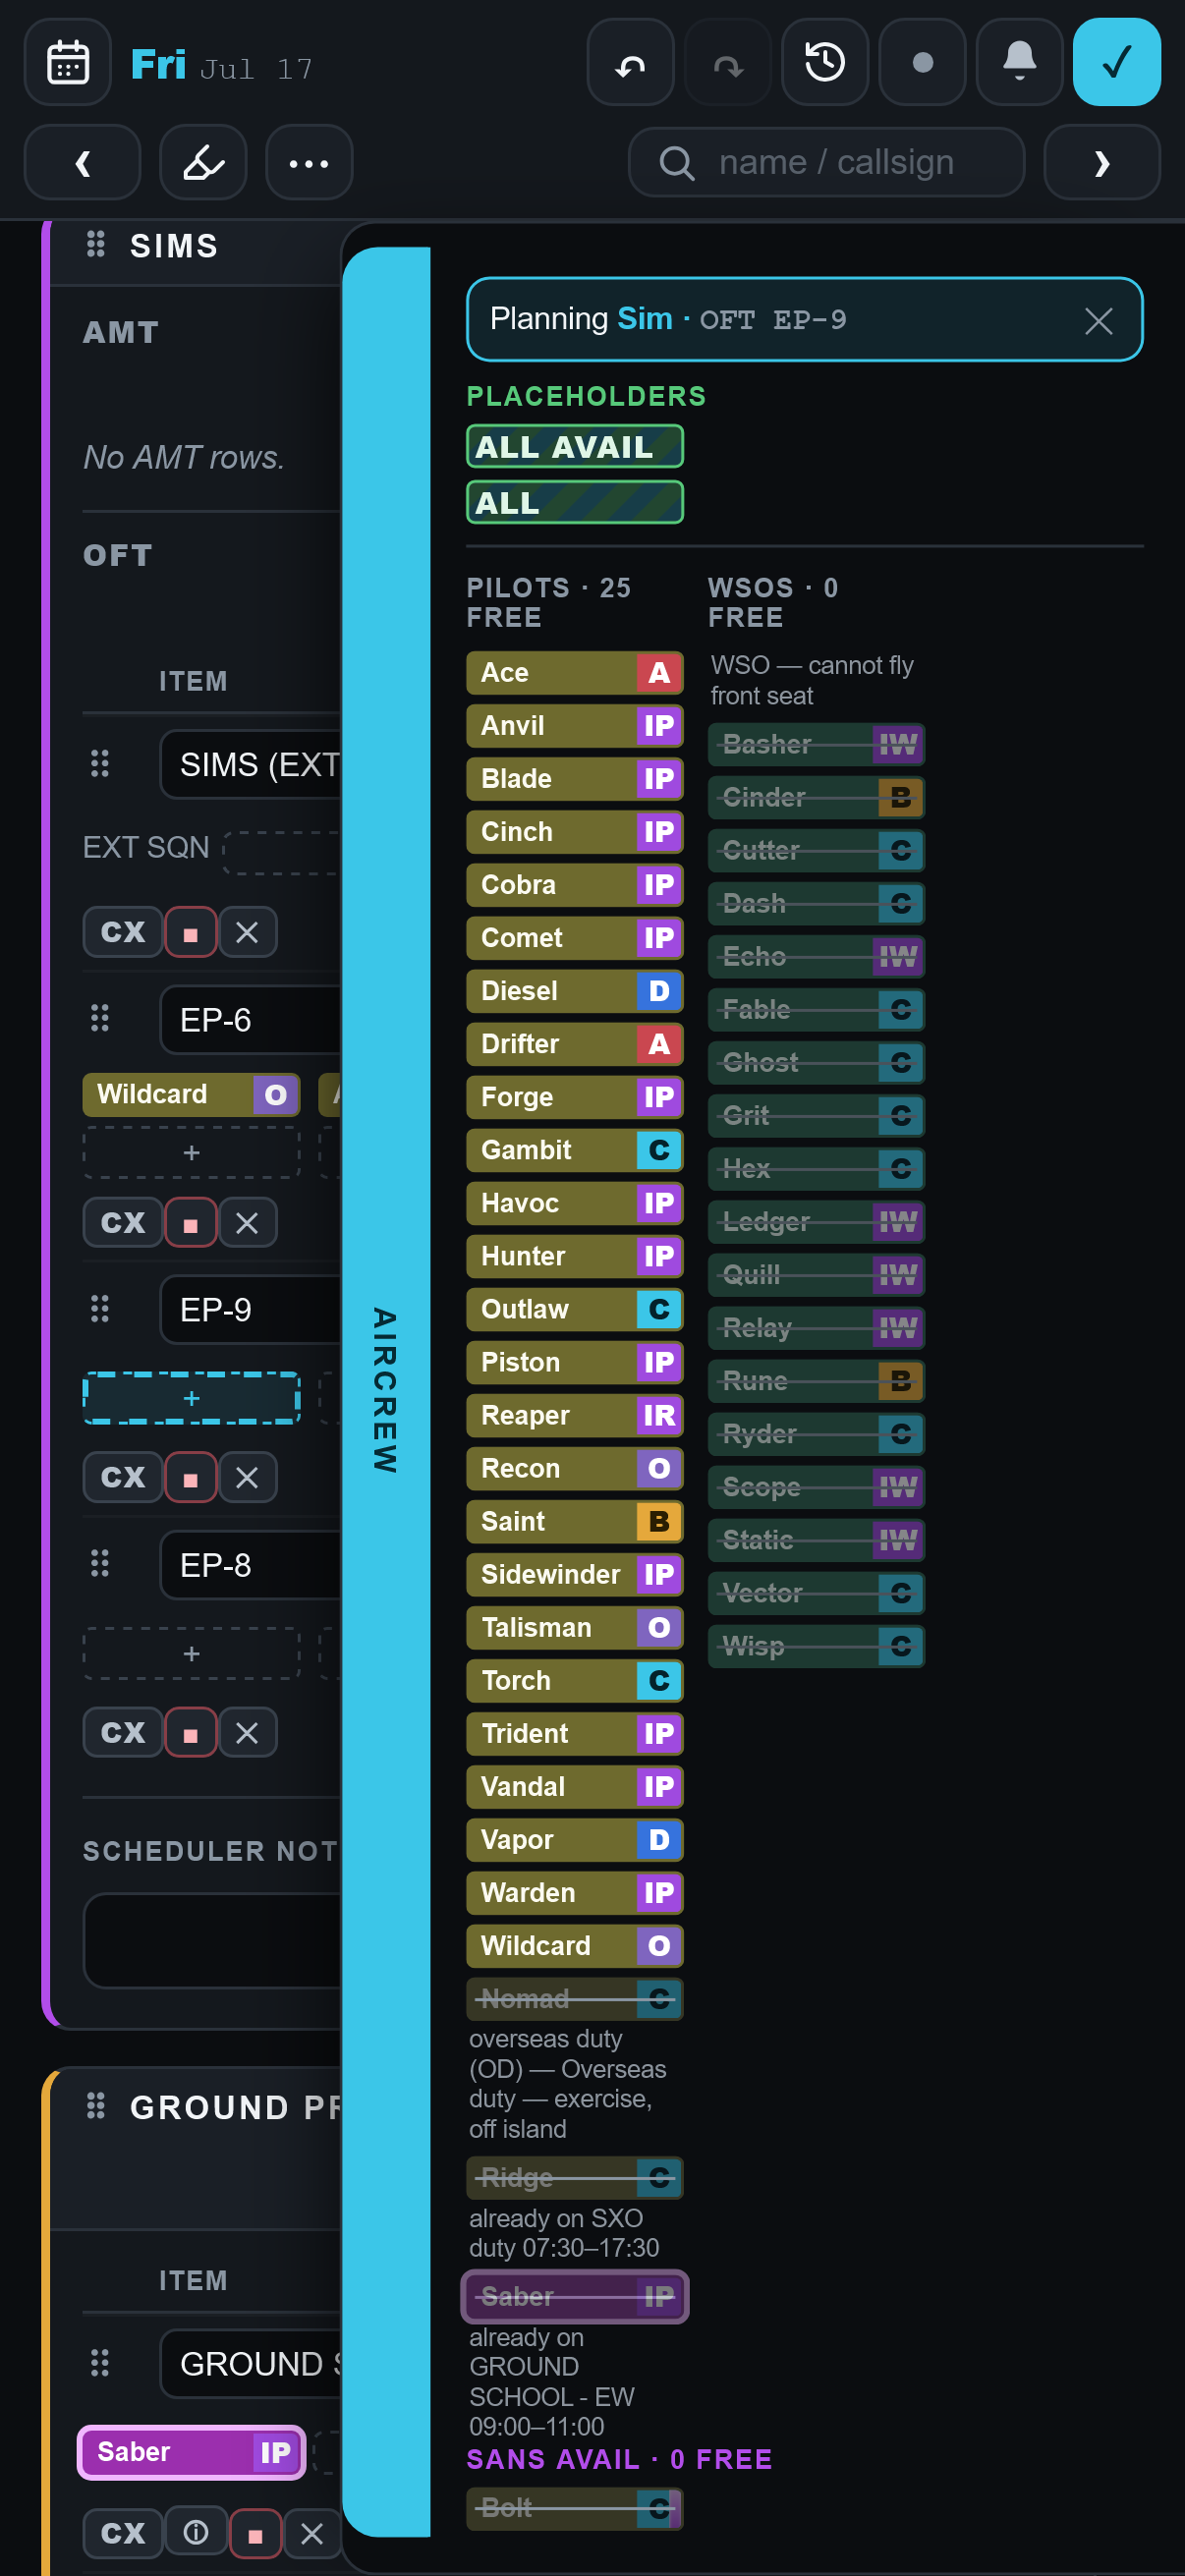 Fri Jul 17
name / callsign
SIMS
AMT
No AMT rows.
OFT
ITEM
SIMS (EXT
EXT SQN
CX
EP-6
Wildcard O
+
CX
EP-9
+
CX
EP-8
+
CX
SCHEDULER NOT
GROUND PR
ITEM
GROUND S
Saber IP
CX
AIRCREW
Planning Sim · OFT EP-9
PLACEHOLDERS
ALL AVAIL
ALL
PILOTS · 25
FREE
Ace A
Anvil IP
Blade IP
Cinch IP
Cobra IP
Comet IP
Diesel D
Drifter A
Forge IP
Gambit C
Havoc IP
Hunter IP
Outlaw C
Piston IP
Reaper IR
Recon O
Saint B
Sidewinder IP
Talisman O
Torch C
Trident IP
Vandal IP
Vapor D
Warden IP
Wildcard O
Nomad C
overseas duty
(OD) — Overseas
duty — exercise,
off island
Ridge C
already on SXO
duty 07:30–17:30
Saber IP
already on
GROUND
SCHOOL - EW
09:00–11:00
SANS AVAIL · 0 FREE
Bolt C
WSOS · 0
FREE
WSO — cannot fly
front seat
Basher IW
Cinder B
Cutter C
Dash C
Echo IW
Fable C
Ghost C
Grit C
Hex C
Ledger IW
Quill IW
Relay IW
Rune B
Ryder C
Scope IW
Static IW
Vector C
Wisp C